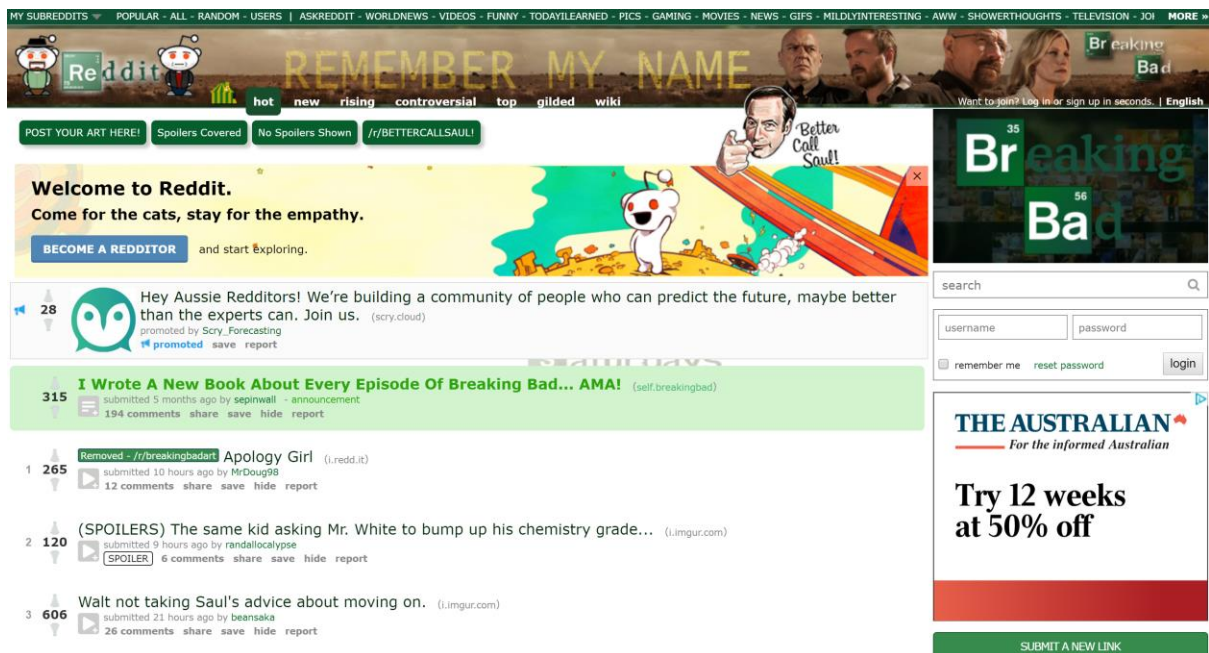 MY SUBREDDITS POPULAR - ALL - RANDOM - USERS | ASKREDDIT - WORLDNEWS - VIDEOS - FUNNY - TODAYILEARNED - PICS - GAMING - MOVIES - NEWS - GIFS - MILDLYINTERESTING - AWW - SHOWERTHOUGHTS - TELEVISION - JOI MORE »
Reddit
REMEMBER MY NAME
Breaking
Bad
hot new rising controversial top gilded wiki
Want to join? Log in or sign up in seconds. | English
POST YOUR ART HERE! Spoilers Covered No Spoilers Shown /r/BETTERCALLSAUL!
Better
Call
Saul!
35
Breaking
56
Bad
Welcome to Reddit.
Come for the cats, stay for the empathy.
BECOME A REDDITOR and start exploring.
×
search
username password
remember me reset password login
28
Hey Aussie Redditors! We're building a community of people who can predict the future, maybe better
than the experts can. Join us. (scry.cloud)
promoted by Scry_Forecasting
promoted save report
315
I Wrote A New Book About Every Episode Of Breaking Bad... AMA! (self.breakingbad)
submitted 5 months ago by sepinwall - announcement
194 comments share save hide report
1 265
Removed - /r/breakingbadart Apology Girl (i.redd.it)
submitted 10 hours ago by MrDoug98
12 comments share save hide report
2 120
(SPOILERS) The same kid asking Mr. White to bump up his chemistry grade... (i.imgur.com)
submitted 9 hours ago by randallocalypse
SPOILER 6 comments share save hide report
3 606
Walt not taking Saul's advice about moving on. (i.imgur.com)
submitted 21 hours ago by beansaka
26 comments share save hide report
THE AUSTRALIAN
For the informed Australian
Try 12 weeks
at 50% off
SUBMIT A NEW LINK